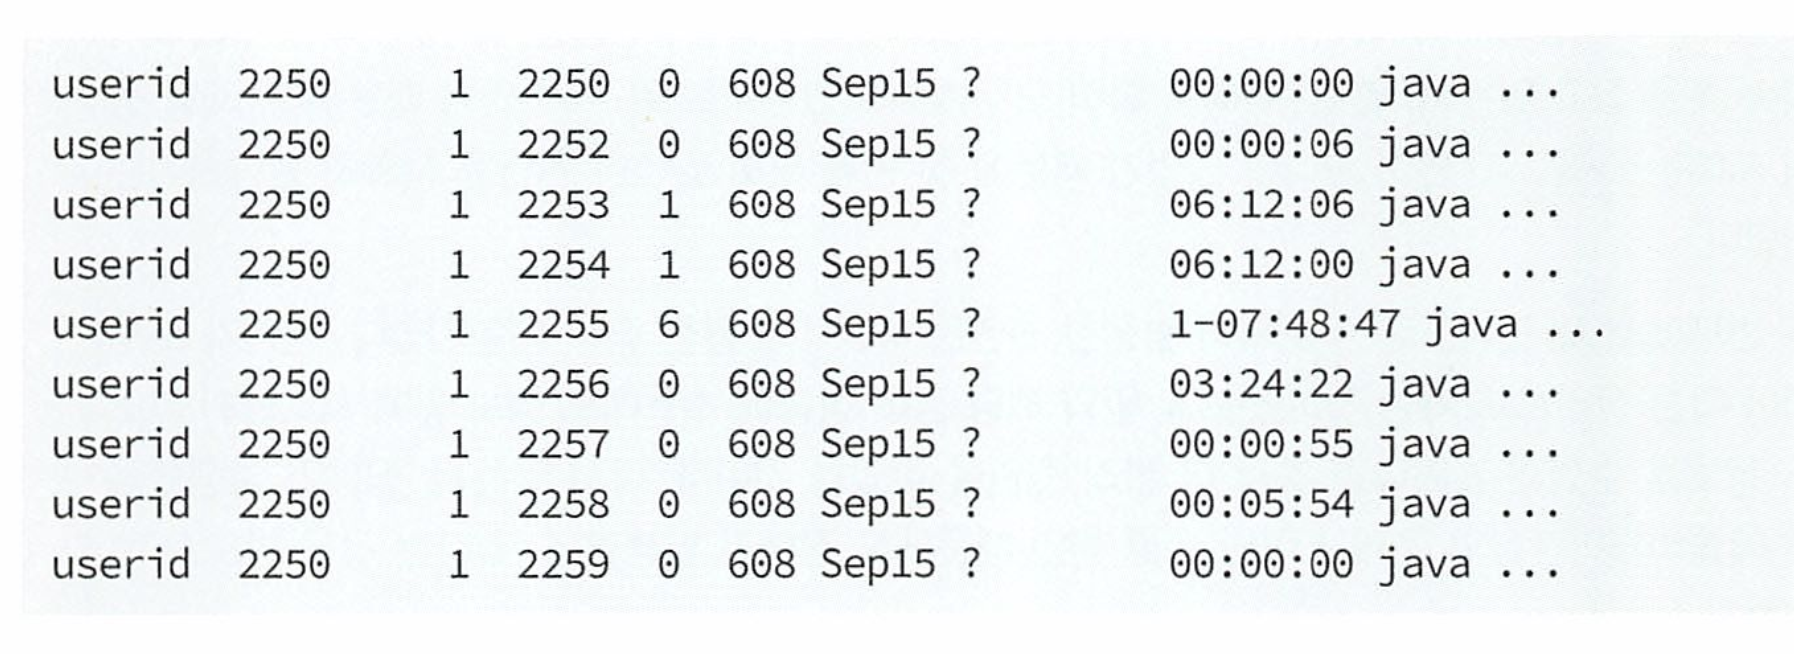 userid 2250 1 2250 0 608 Sep15 ? 00:00:00 java ...
userid 2250 1 2252 0 608 Sep15 ? 00:00:06 java ...
userid 2250 1 2253 1 608 Sep15 ? 06:12:06 java ...
userid 2250 1 2254 1 608 Sep15 ? 06:12:00 java ...
userid 2250 1 2255 6 608 Sep15 ? 1-07:48:47 java ...
userid 2250 1 2256 0 608 Sep15 ? 03:24:22 java ...
userid 2250 1 2257 0 608 Sep15 ? 00:00:55 java ...
userid 2250 1 2258 0 608 Sep15 ? 00:05:54 java ...
userid 2250 1 2259 0 608 Sep15 ? 00:00:00 java ...